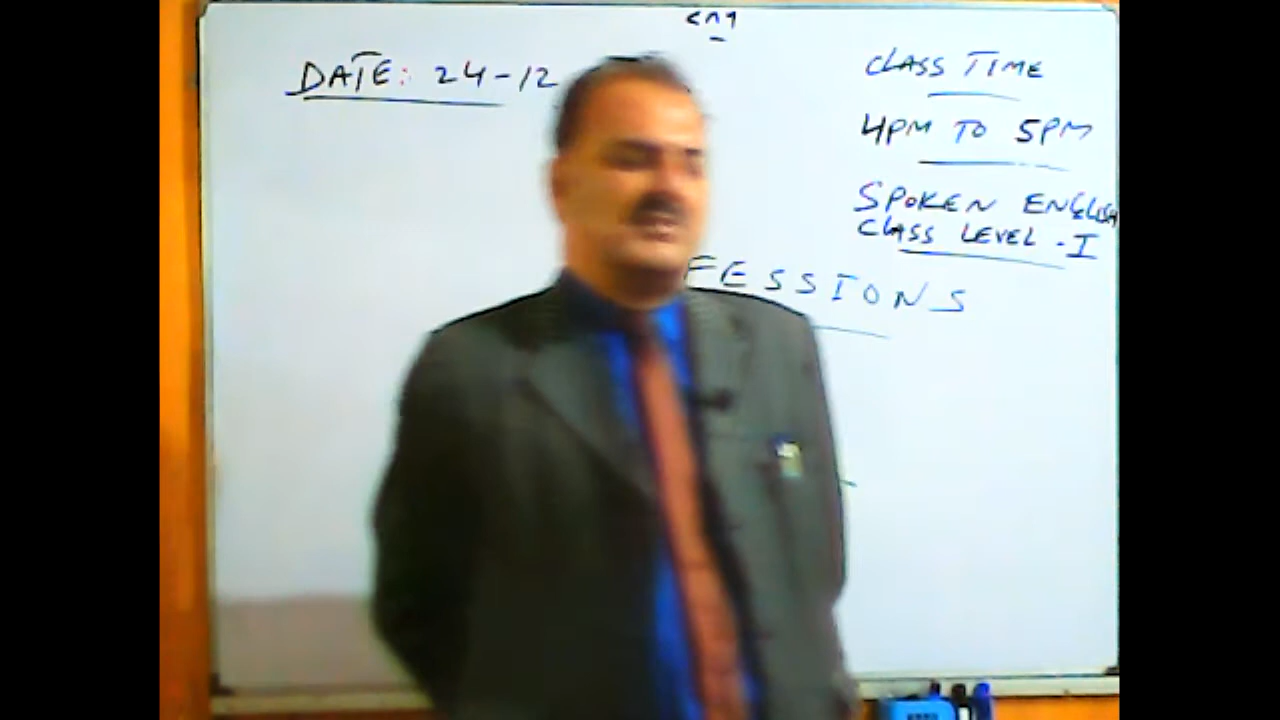 DATE: 24-12
CLASS TIME
4PM TO 5PM
SPOKEN ENGLISH
CLASS LEVEL - I
FESSIONS